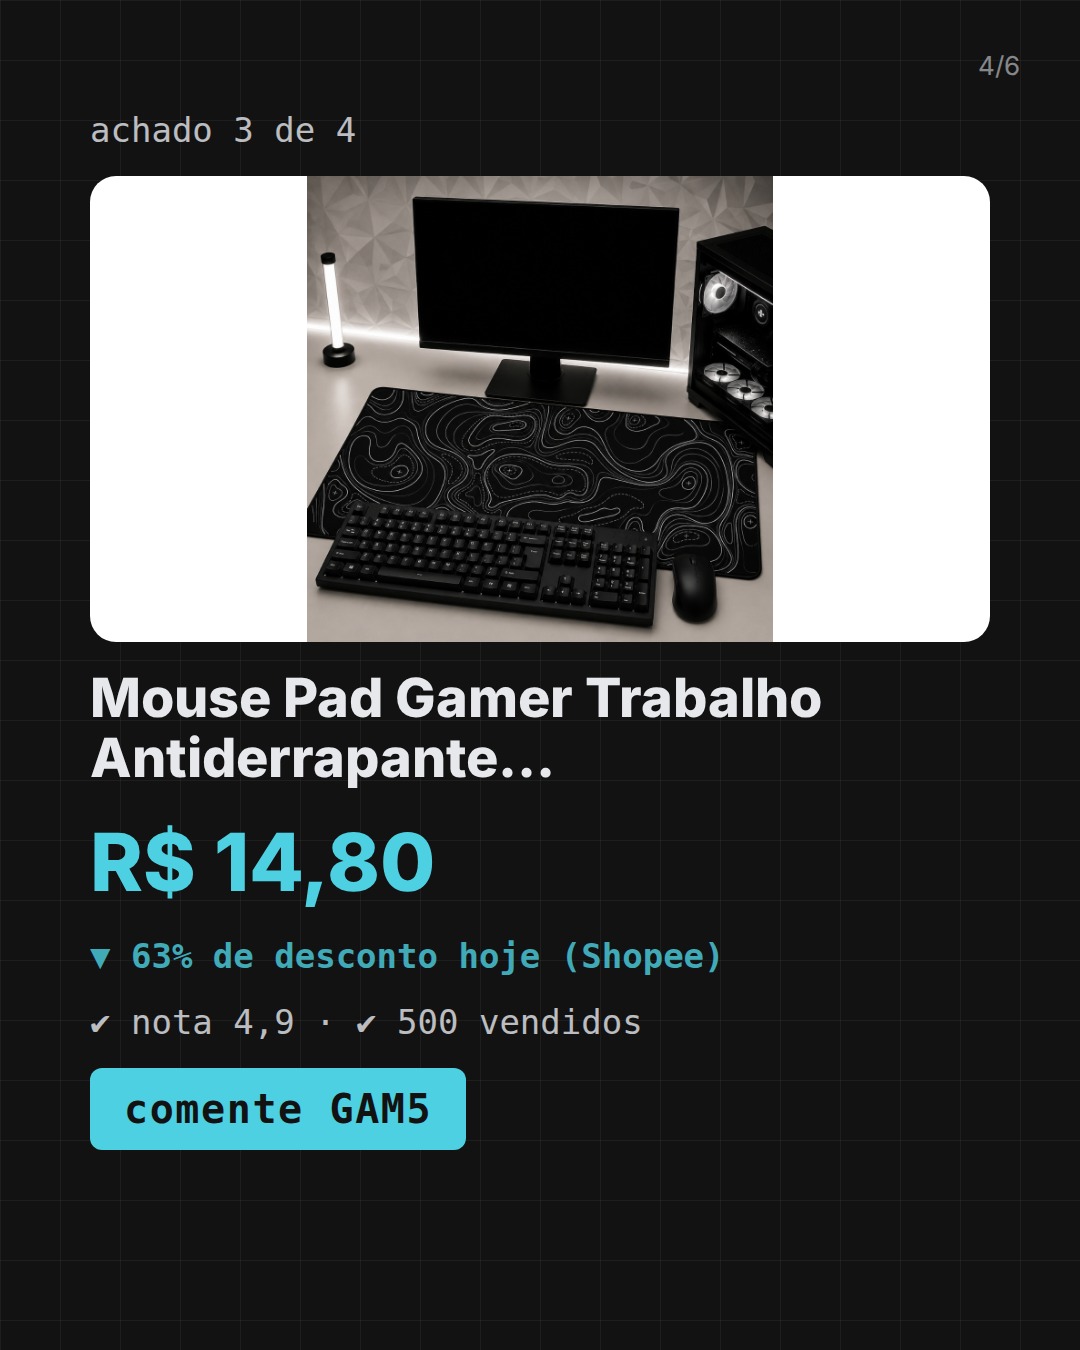 4/6
achado 3 de 4
Mouse Pad Gamer Trabalho
Antiderrapante...
R$ 14,80
▼ 63% de desconto hoje (Shopee)
✔ nota 4,9 · ✔ 500 vendidos
comente GAM5